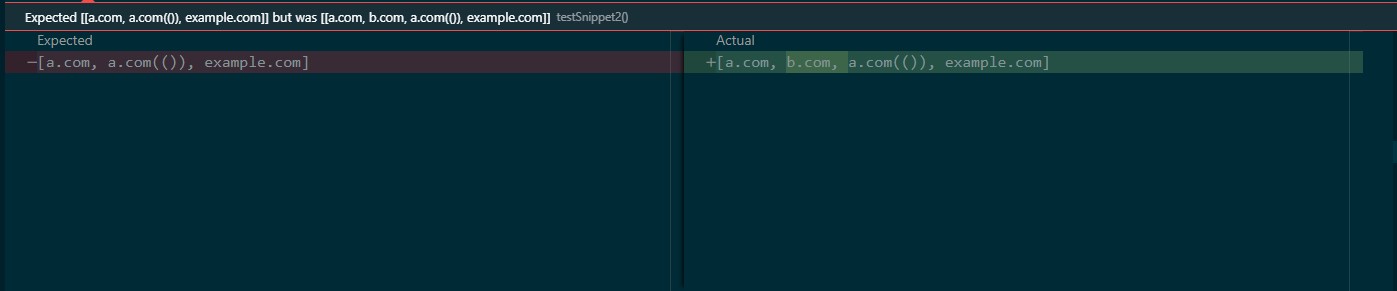 Expected [[a.com, a.com(()), example.com]] but was [[a.com, b.com, a.com(()), example.com]] testSnippet2()
Expected
Actual
−[a.com, a.com(()), example.com]
+[a.com, b.com, a.com(()), example.com]